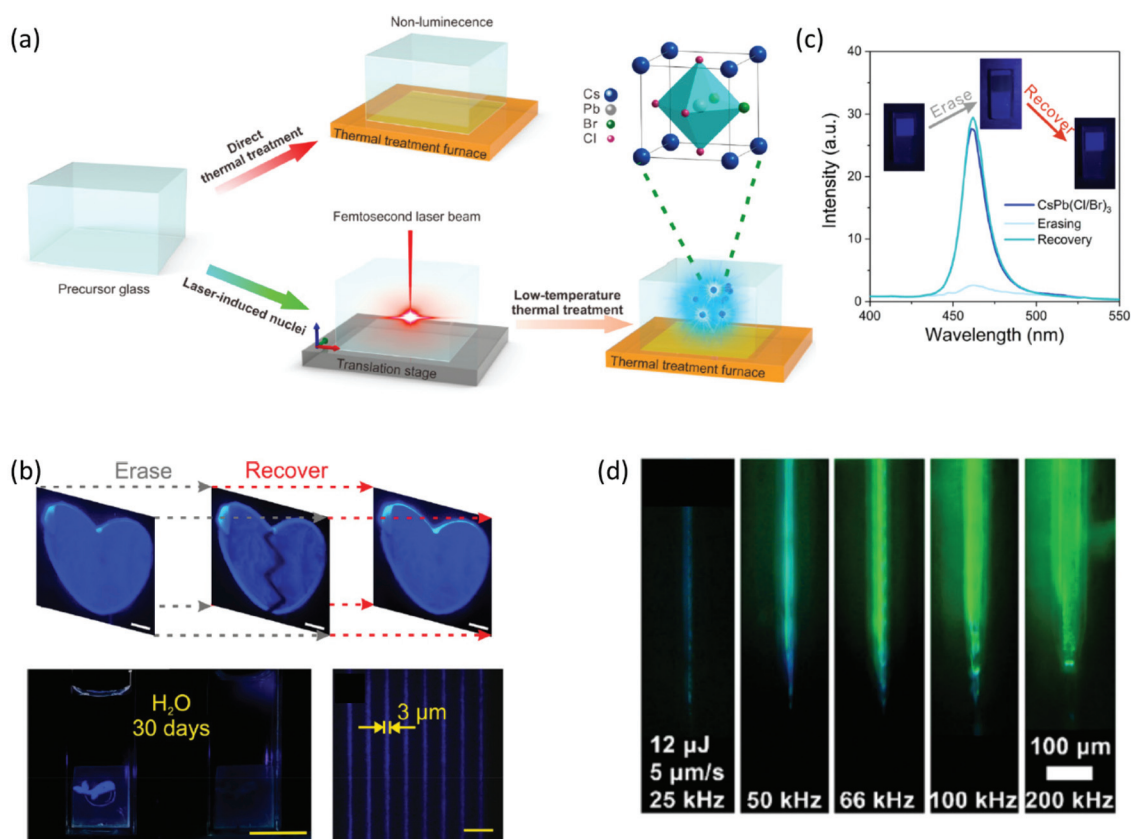 (a)
Non-luminecence
Thermal treatment furnace
Direct
thermal treatment
Precursor glass
Laser-induced nuclei
Femtosecond laser beam
Translation stage
Low-temperature
thermal treatment
Thermal treatment furnace
Cs
Pb
Br
Cl
(c)
Intensity (a.u.)
40
30
20
10
0
400
450
500
550
Wavelength (nm)
Erase
Recover
CsPb(Cl/Br)₃
Erasing
Recovery
(b)
Erase
Recover
H₂O
30 days
3 µm
(d)
12 µJ
5 µm/s
25 kHz
50 kHz
66 kHz
100 kHz
100 µm
200 kHz